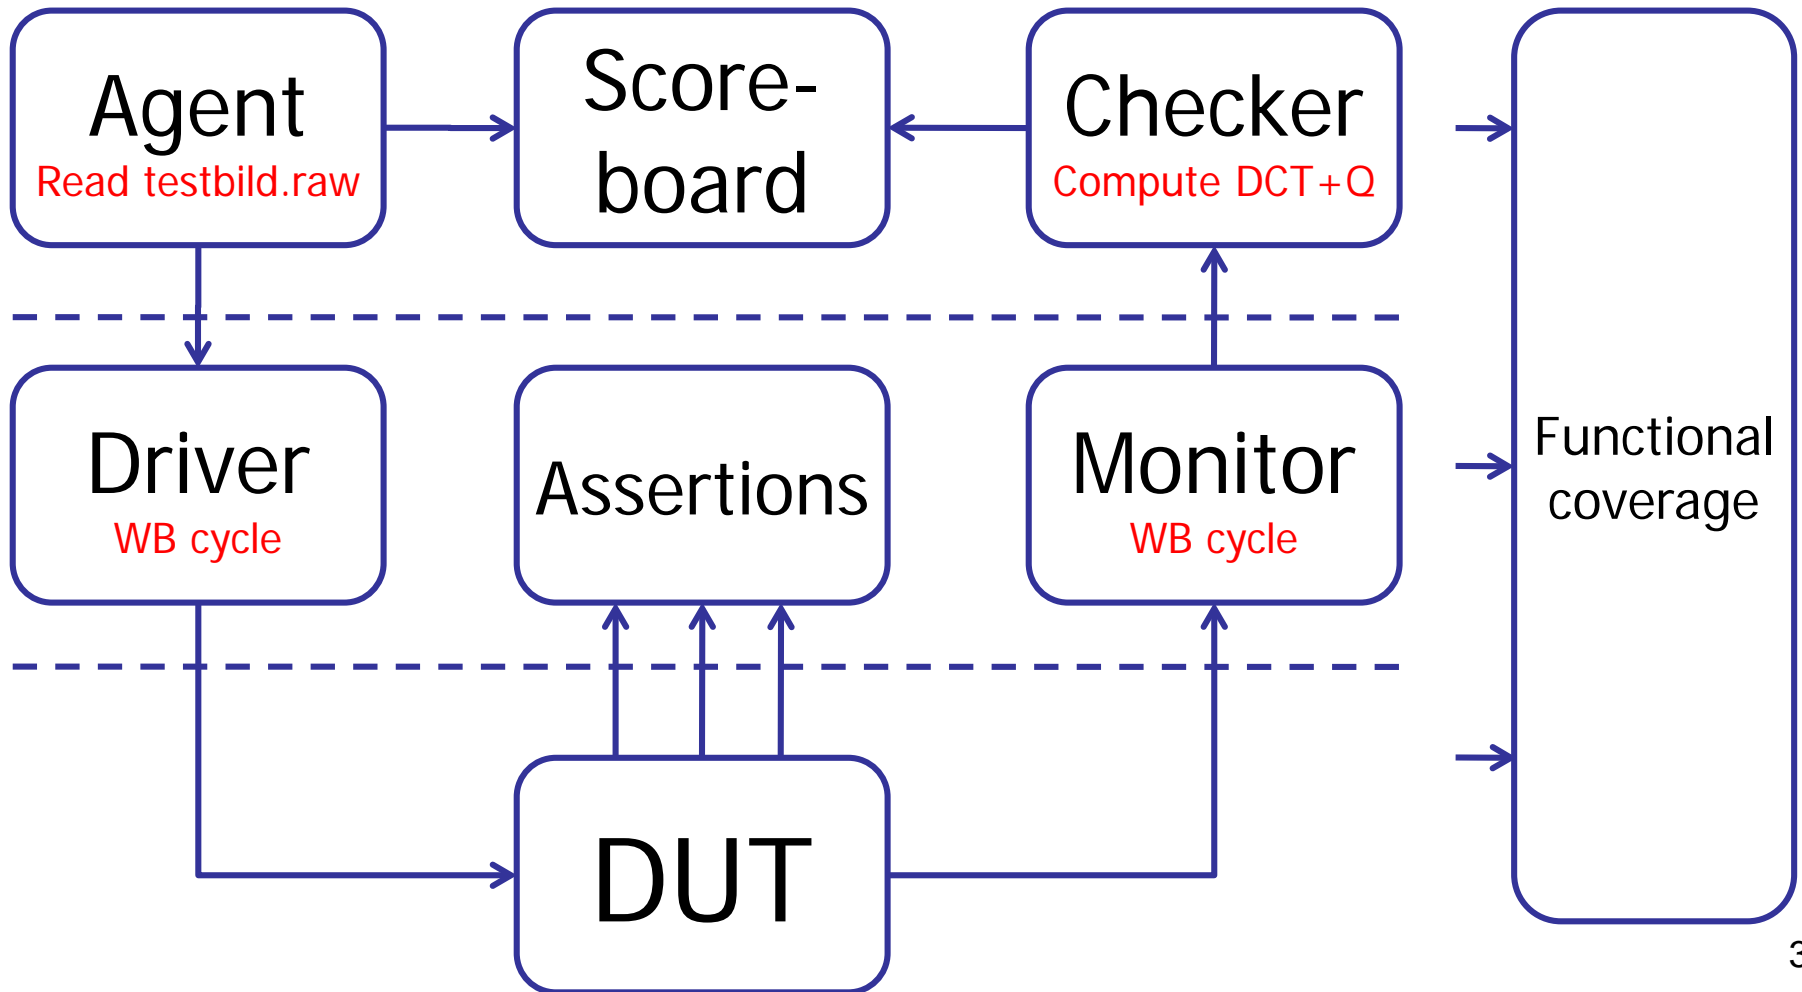 Agent
Read testbild.raw
Score-
board
Checker
Compute DCT+Q
Driver
WB cycle
Assertions
Monitor
WB cycle
Functional
coverage
DUT
3